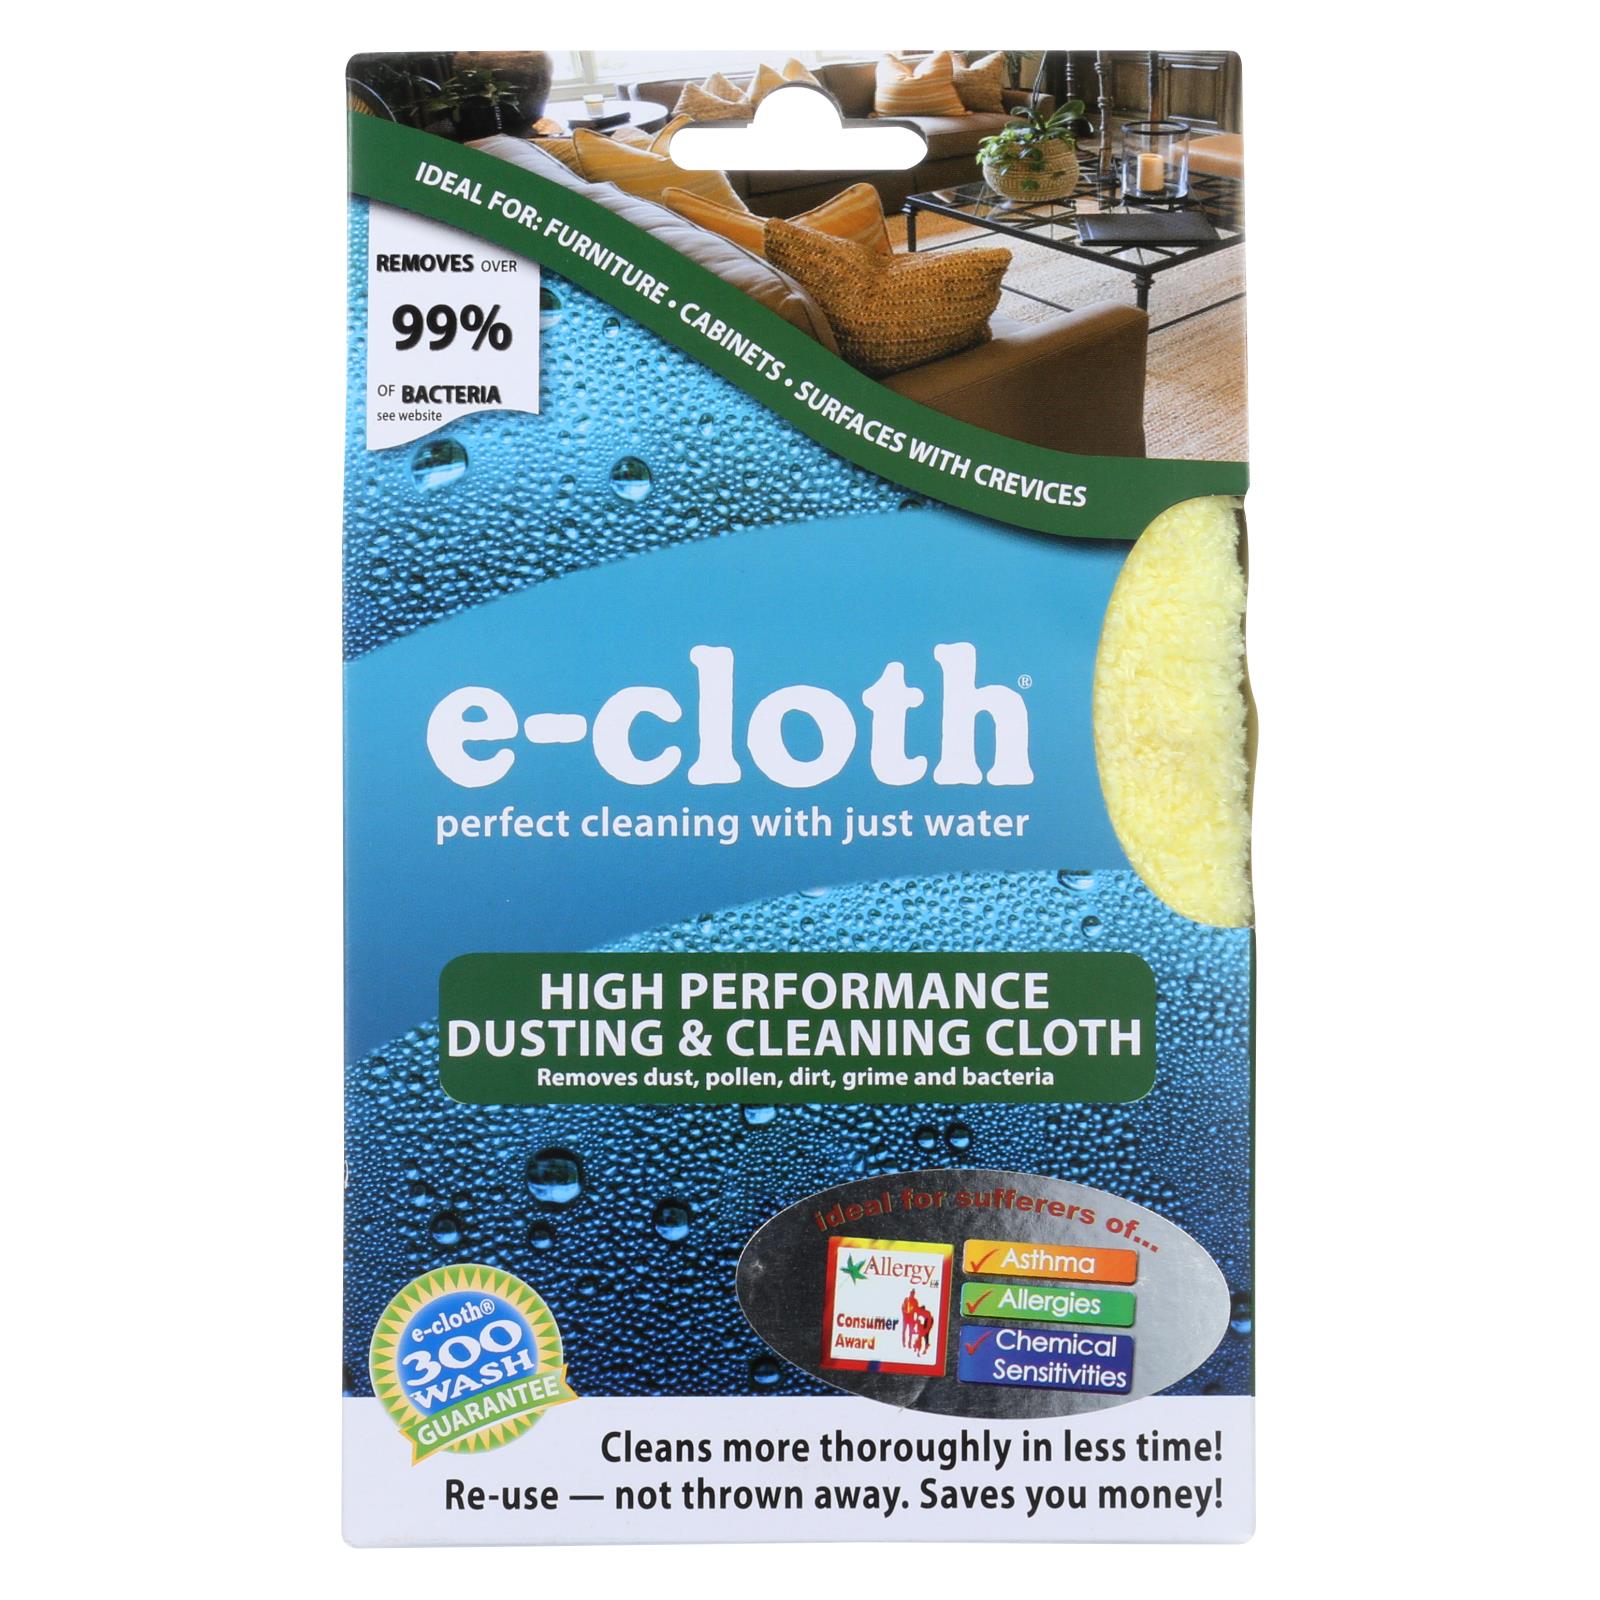 IDEAL FOR: FURNITURE • CABINETS • SURFACES WITH CREVICES
REMOVES OVER
99%
OF BACTERIA
see website
e-cloth®
perfect cleaning with just water
HIGH PERFORMANCE
DUSTING & CLEANING CLOTH
Removes dust, pollen, dirt, grime and bacteria
ideal for sufferers of...
Allergy UK
Consumer
Award
Asthma
Allergies
Chemical
Sensitivities
e-cloth®
300
WASH
GUARANTEE
Cleans more thoroughly in less time!
Re-use — not thrown away. Saves you money!